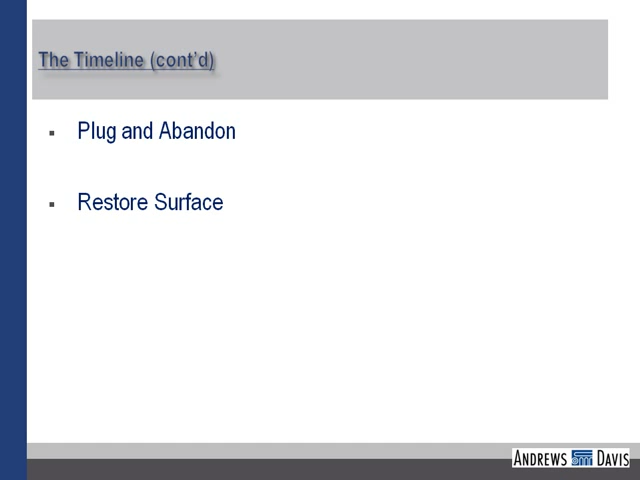 The Timeline (cont'd)
Plug and Abandon
Restore Surface
ANDREWS DAVIS